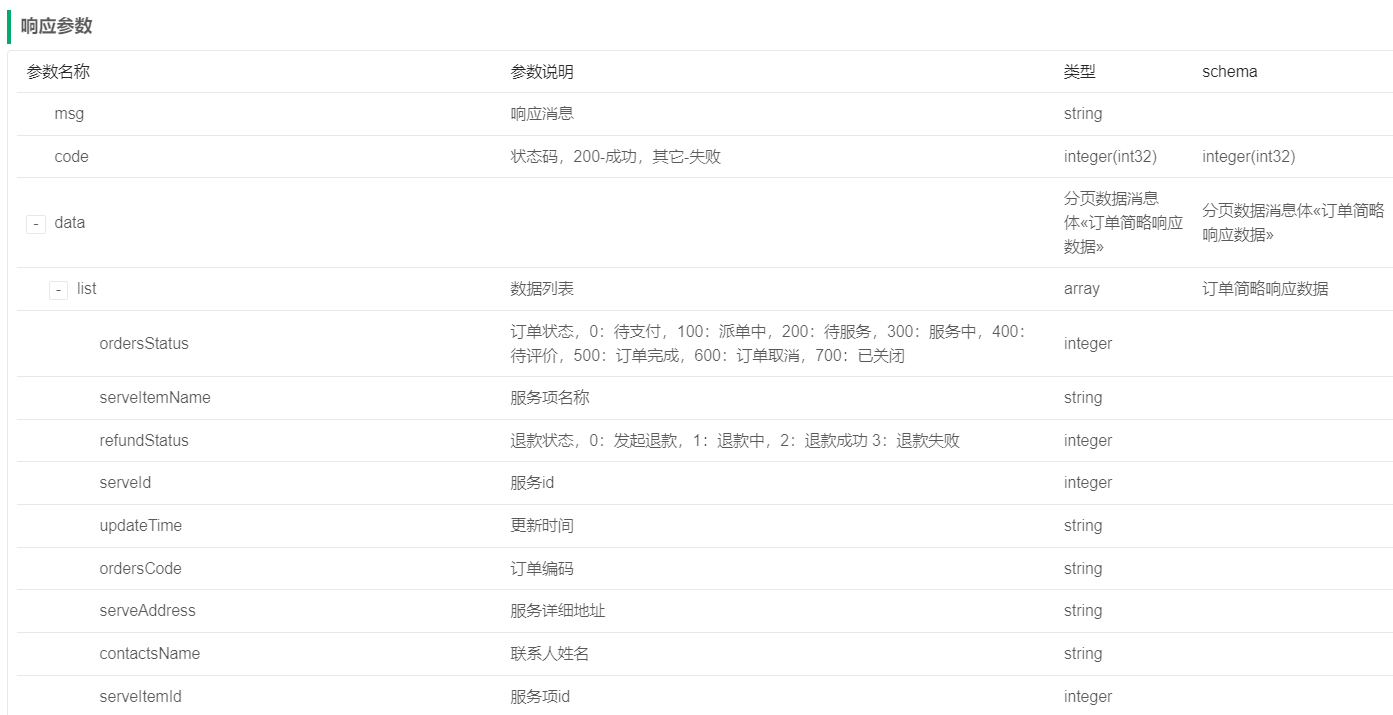 响应参数
参数名称 参数说明 类型 schema
msg 响应消息 string
code 状态码，200-成功，其它-失败 integer(int32) integer(int32)
- data 分页数据消息体«订单简略响应数据» 分页数据消息体«订单简略响应数据»
- list 数据列表 array 订单简略响应数据
ordersStatus 订单状态，0：待支付，100：派单中，200：待服务，300：服务中，400：待评价，500：订单完成，600：订单取消，700：已关闭 integer
serveItemName 服务项名称 string
refundStatus 退款状态，0：发起退款，1：退款中，2：退款成功 3：退款失败 integer
serveId 服务id integer
updateTime 更新时间 string
ordersCode 订单编码 string
serveAddress 服务详细地址 string
contactsName 联系人姓名 string
serveItemId 服务项id integer